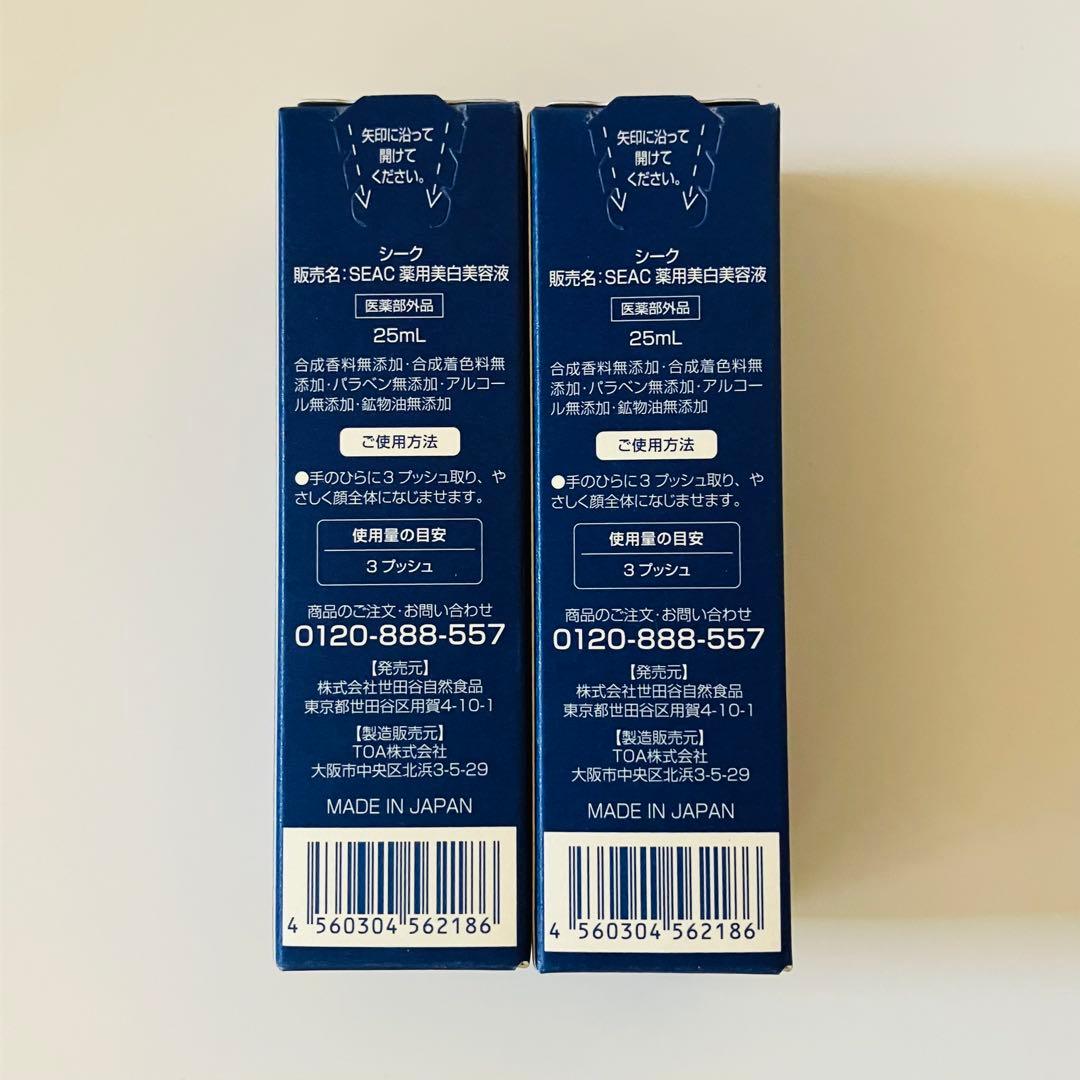 矢印に沿って
開けて
ください。
シーク
販売名:SEAC 薬用美白美容液
医薬部外品
25mL
合成香料無添加・合成着色料無
添加・パラベン無添加・アルコー
ル無添加・鉱物油無添加
ご使用方法
●手のひらに3 プッシュ取り、や
さしく顔全体になじませます。
使用量の目安
3 プッシュ
商品のご注文・お問い合わせ
0120-888-557
【発売元】
株式会社世田谷自然食品
東京都世田谷区用賀4-10-1
【製造販売元】
TOA株式会社
大阪市中央区北浜3-5-29
MADE IN JAPAN
4 560304 562186
矢印に沿って
開けて
ください。
シーク
販売名:SEAC 薬用美白美容液
医薬部外品
25mL
合成香料無添加・合成着色料無
添加・パラベン無添加・アルコー
ル無添加・鉱物油無添加
ご使用方法
●手のひらに3 プッシュ取り、や
さしく顔全体になじませます。
使用量の目安
3 プッシュ
商品のご注文・お問い合わせ
0120-888-557
【発売元】
株式会社世田谷自然食品
東京都世田谷区用賀4-10-1
【製造販売元】
TOA株式会社
大阪市中央区北浜3-5-29
MADE IN JAPAN
4 560304 562186